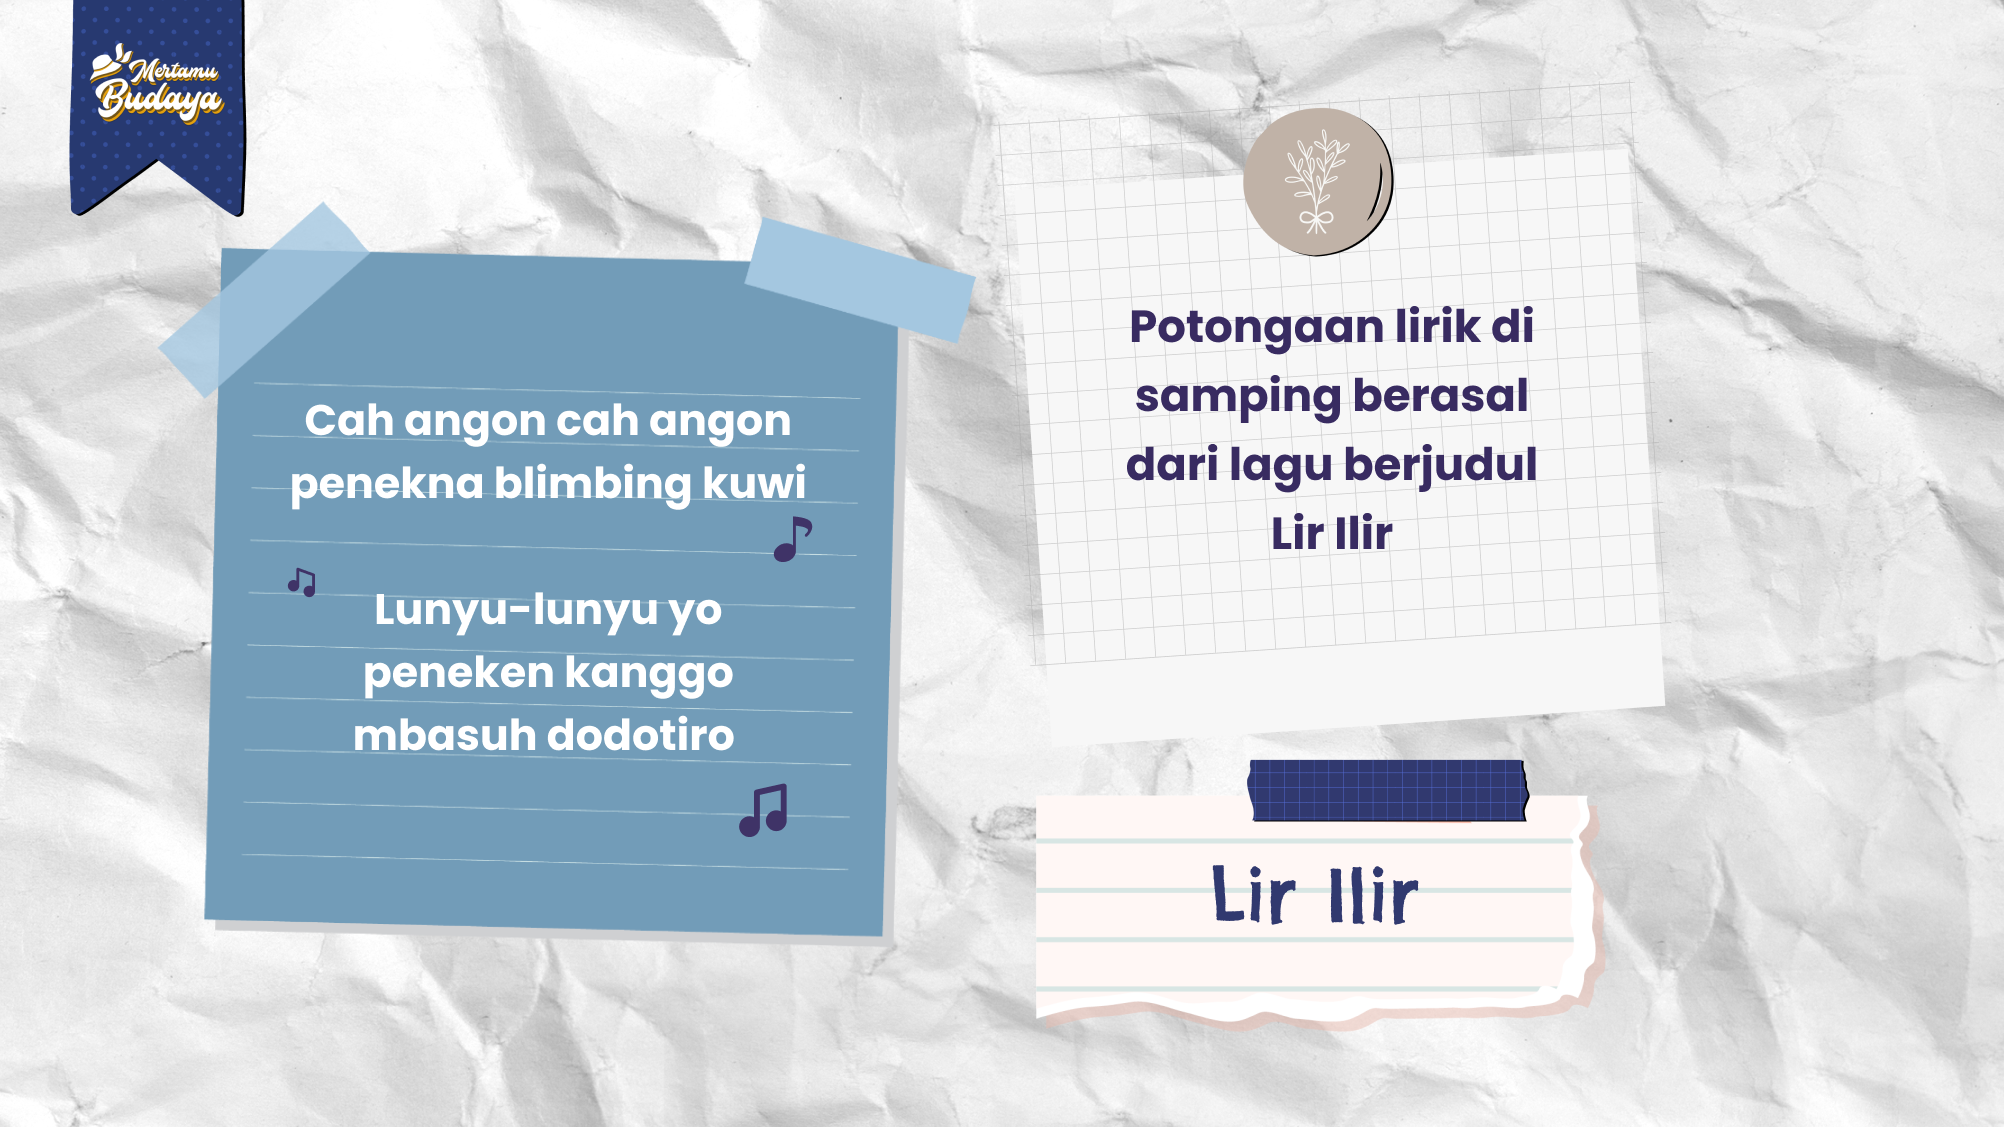 Mertamu
Budaya
Cah angon cah angon
penekna blimbing kuwi
Lunyu-lunyu yo
peneken kanggo
mbasuh dodotiro
Potongaan lirik di
samping berasal
dari lagu berjudul
Lir Ilir
Lir Ilir